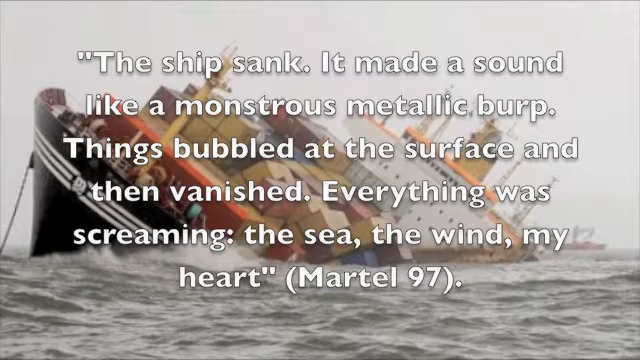 "The ship sank. It made a sound
like a monstrous metallic burp.
Things bubbled at the surface and
then vanished. Everything was
screaming: the sea, the wind, my
heart" (Martel 97).